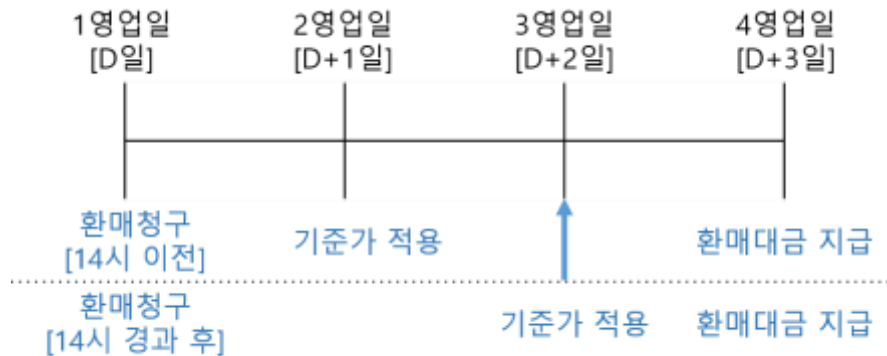 1영업일 2영업일 3영업일 4영업일
[D일] [D+1일] [D+2일] [D+3일]
환매청구
[14시 이전]
기준가 적용
환매대금 지급
환매청구
[14시 경과 후]
기준가 적용
환매대금 지급